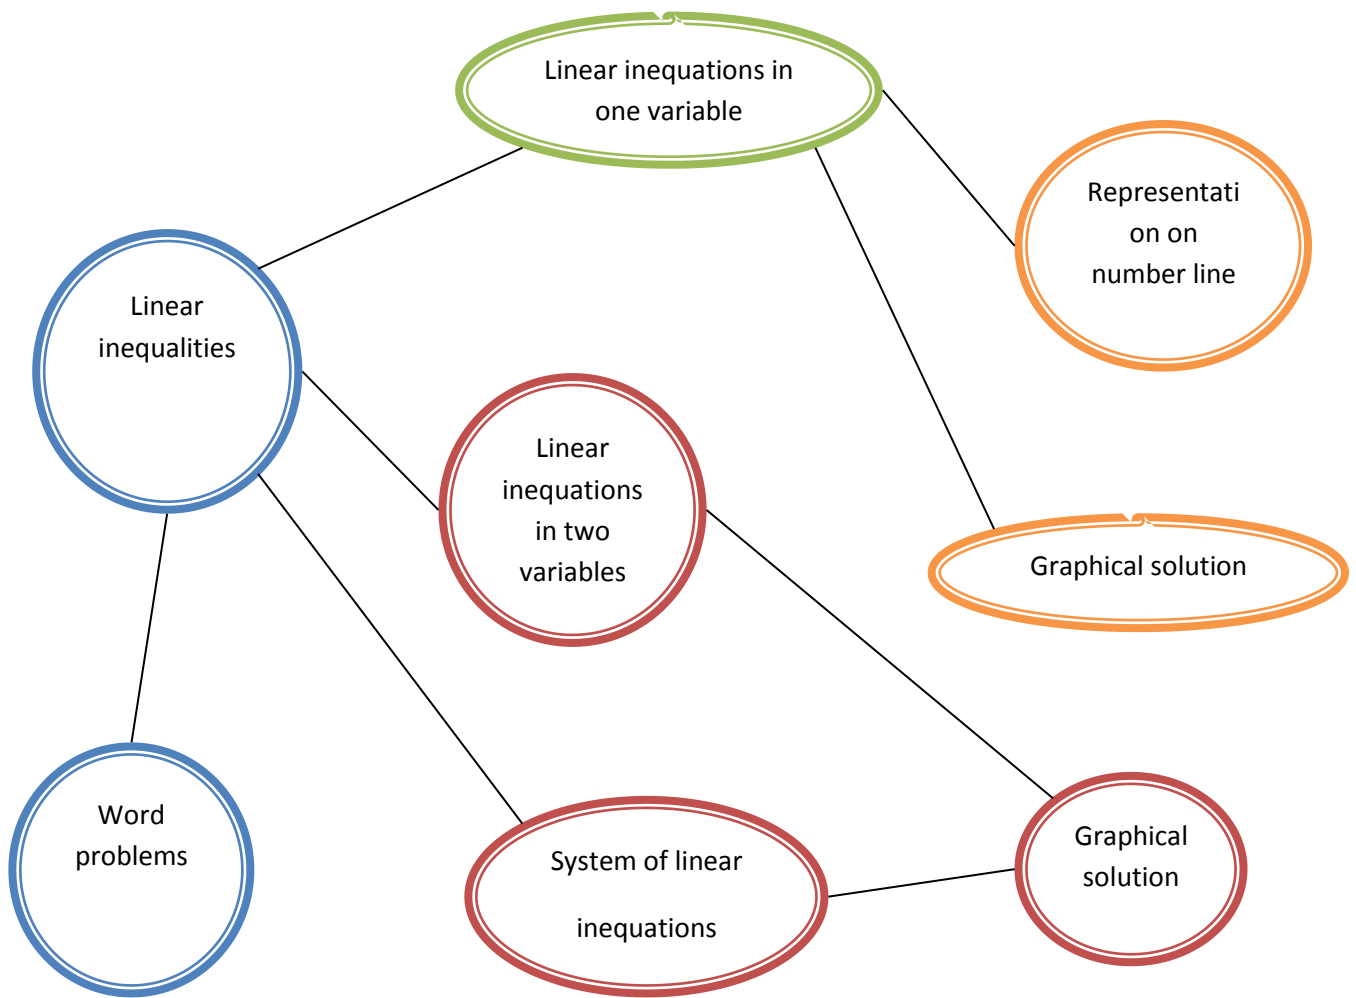 Linear inequations in
one variable
Representati
on on
number line
Linear
inequalities
Linear
inequations
in two
variables
Graphical solution
Word
problems
System of linear
inequations
Graphical
solution